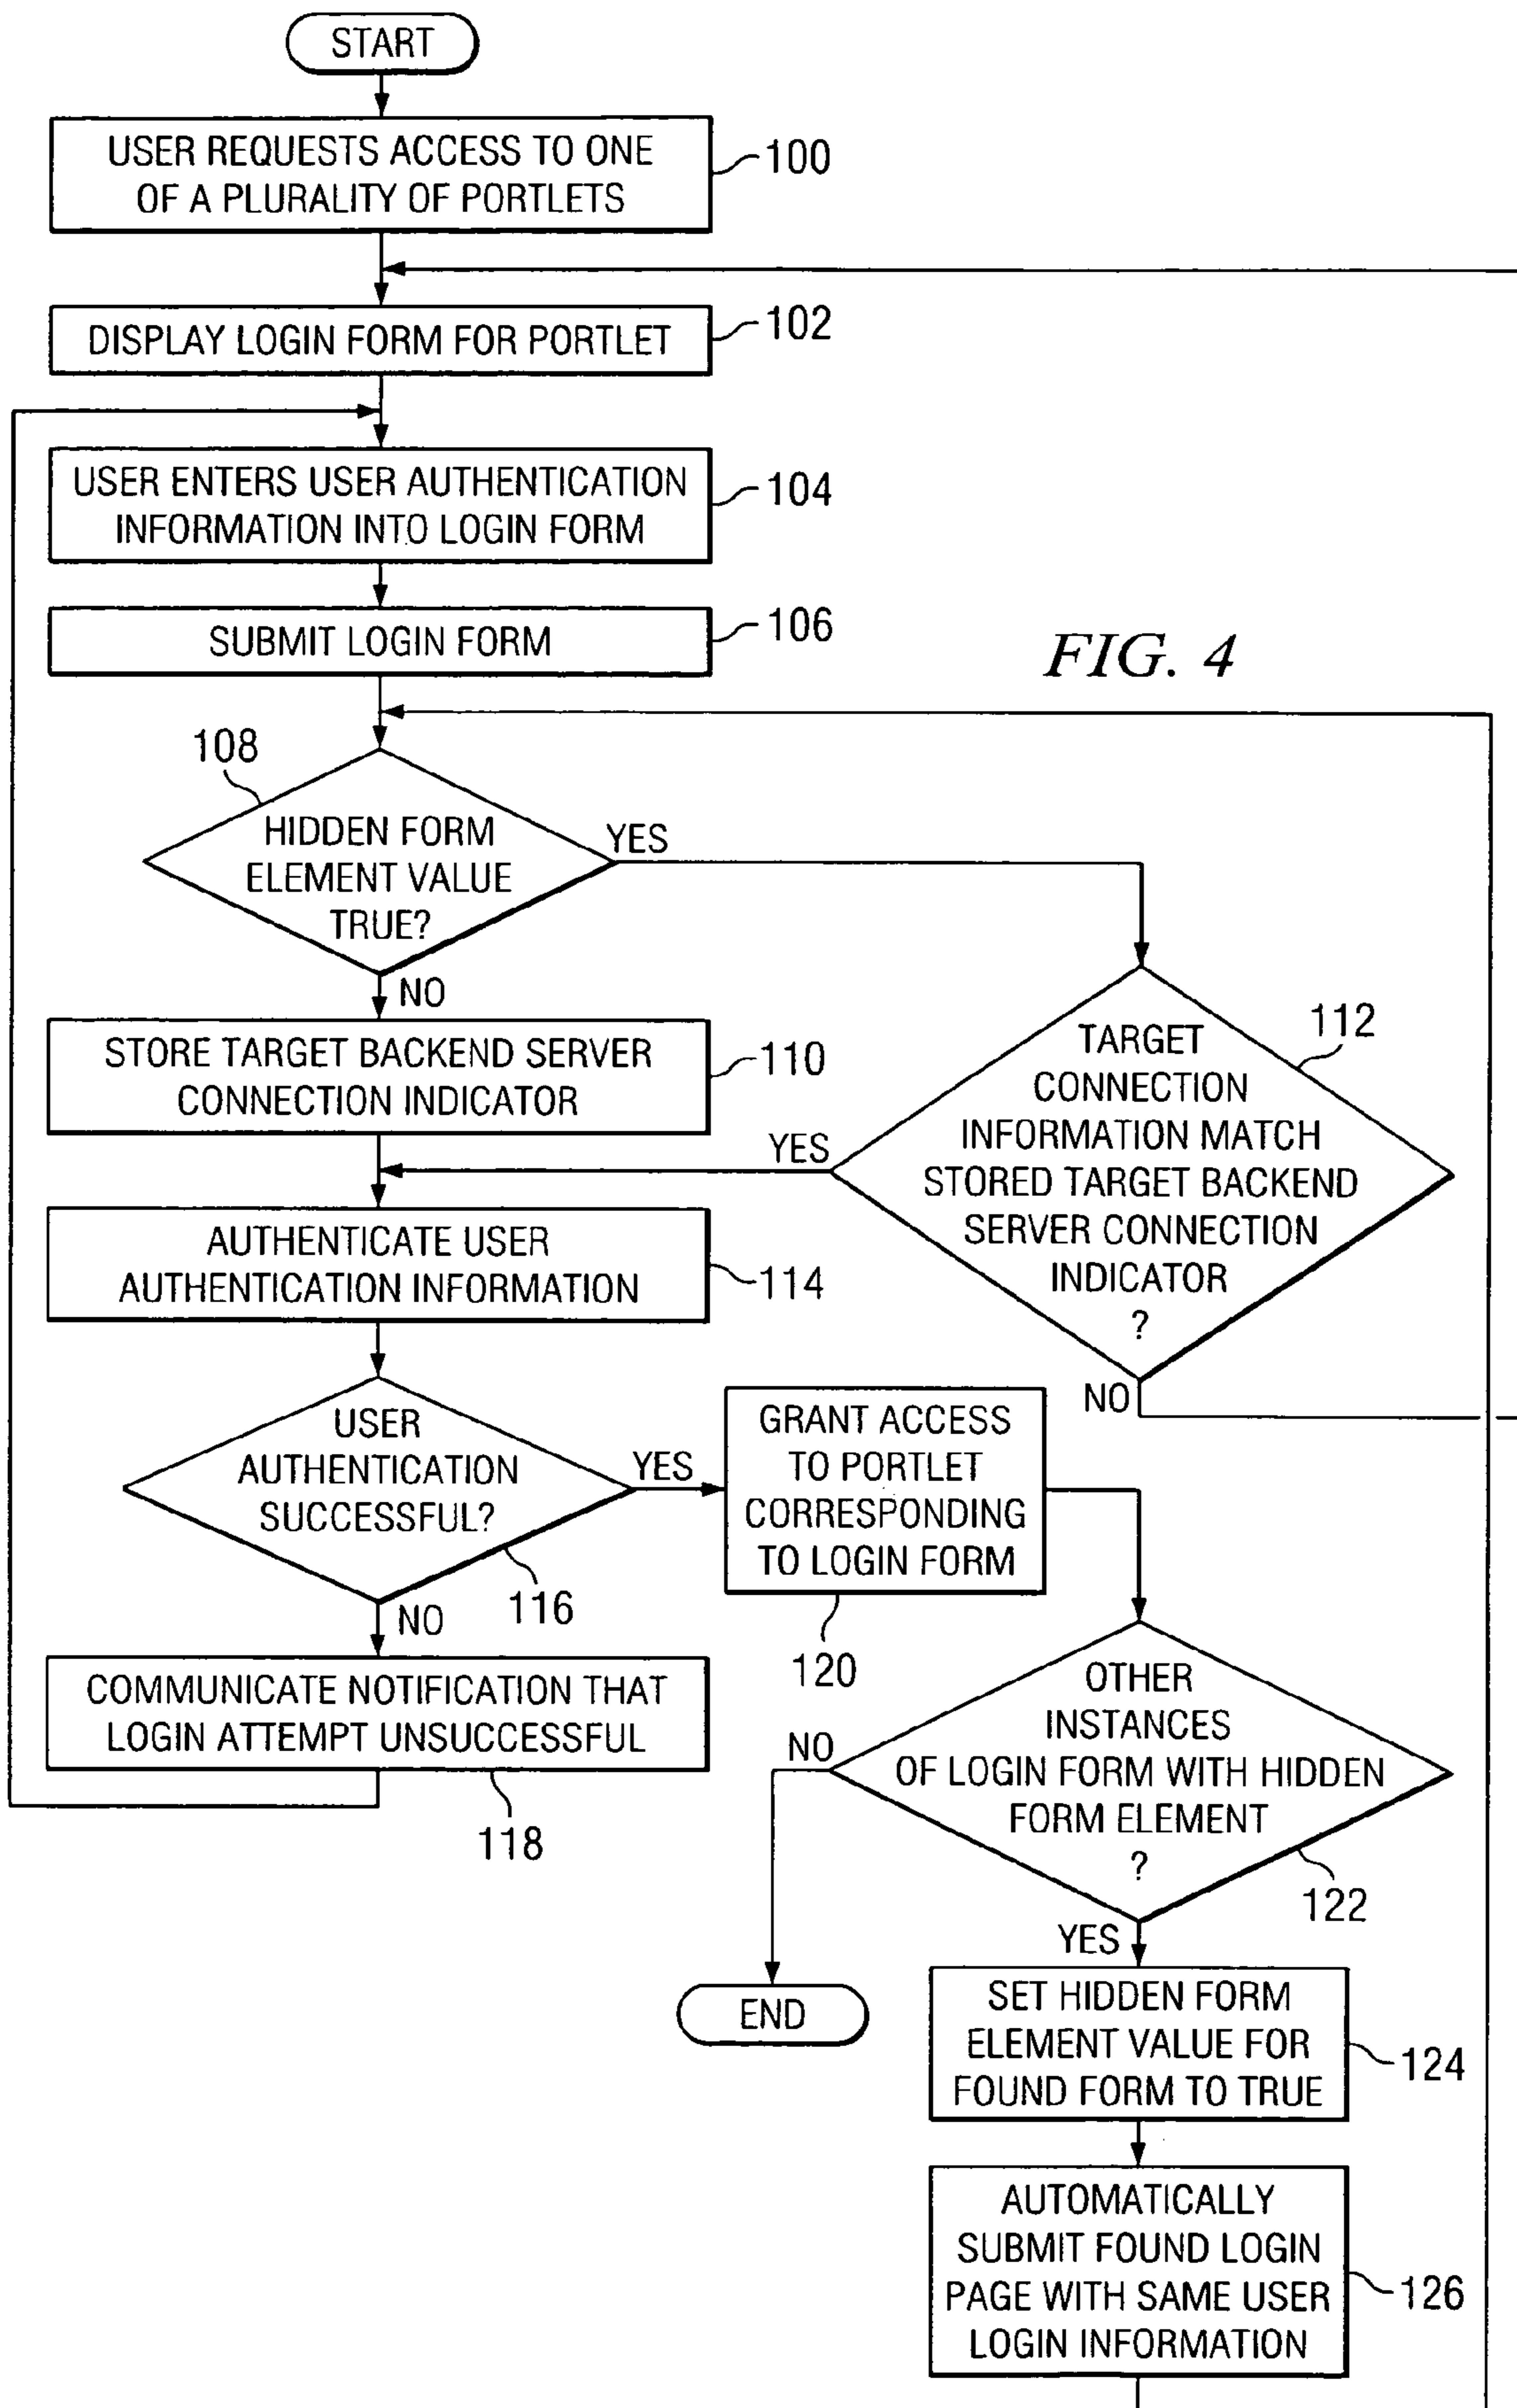 START
USER REQUESTS ACCESS TO ONE
OF A PLURALITY OF PORTLETS
100
DISPLAY LOGIN FORM FOR PORTLET
102
USER ENTERS USER AUTHENTICATION
INFORMATION INTO LOGIN FORM
104
SUBMIT LOGIN FORM
106
FIG. 4
108
HIDDEN FORM
ELEMENT VALUE
TRUE?
YES
NO
STORE TARGET BACKEND SERVER
CONNECTION INDICATOR
110
TARGET
CONNECTION
INFORMATION MATCH
STORED TARGET BACKEND
SERVER CONNECTION
INDICATOR
?
112
YES
NO
AUTHENTICATE USER
AUTHENTICATION INFORMATION
114
USER
AUTHENTICATION
SUCCESSFUL?
116
YES
NO
GRANT ACCESS
TO PORTLET
CORRESPONDING
TO LOGIN FORM
120
COMMUNICATE NOTIFICATION THAT
LOGIN ATTEMPT UNSUCCESSFUL
118
OTHER
INSTANCES
OF LOGIN FORM WITH HIDDEN
FORM ELEMENT
?
122
NO
YES
END
SET HIDDEN FORM
ELEMENT VALUE FOR
FOUND FORM TO TRUE
124
AUTOMATICALLY
SUBMIT FOUND LOGIN
PAGE WITH SAME USER
LOGIN INFORMATION
126